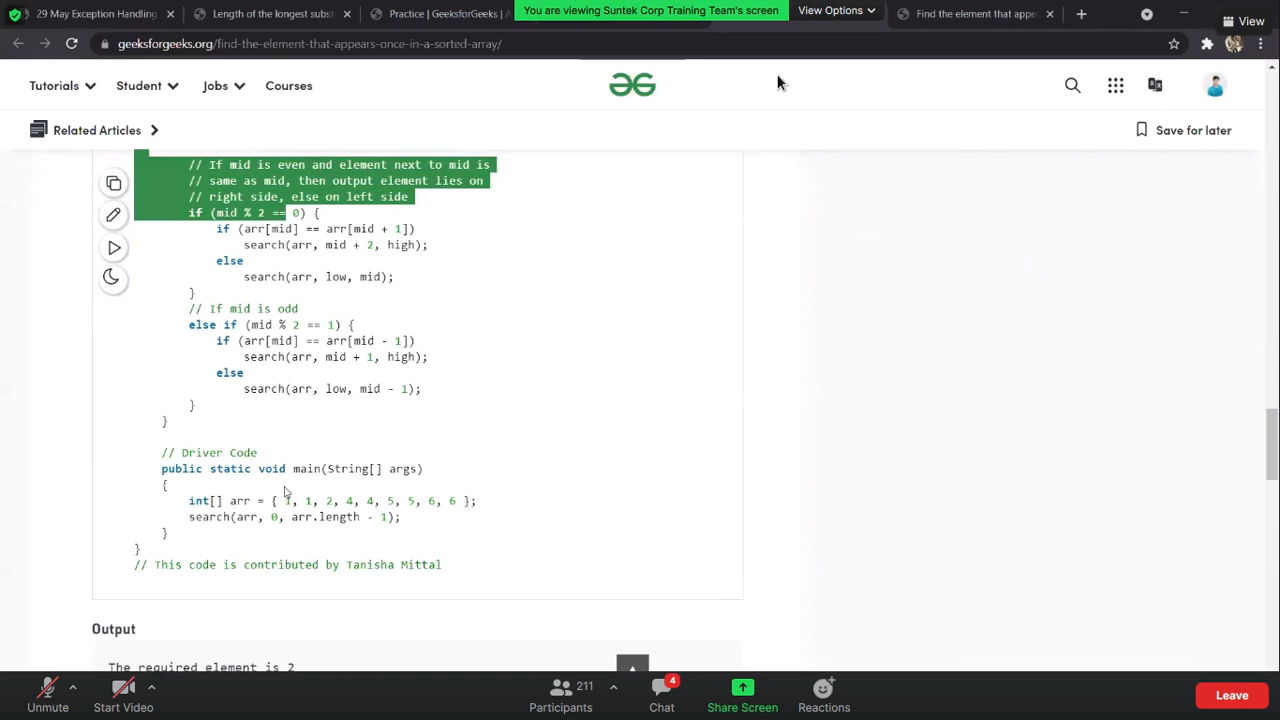 29 May Exception Handling
Length of the longest subst
Practice | GeeksforGeeks | A
You are viewing Suntek Corp Training Team's screen
View Options
Find the element that appe
View
geeksforgeeks.org/find-the-element-that-appears-once-in-a-sorted-array/
Tutorials
Student
Jobs
Courses
Related Articles
Save for later
// If mid is even and element next to mid is
// same as mid, then output element lies on
// right side, else on left side
if (mid % 2 == 0) {
if (arr[mid] == arr[mid + 1])
search(arr, mid + 2, high);
else
search(arr, low, mid);
}
// If mid is odd
else if (mid % 2 == 1) {
if (arr[mid] == arr[mid - 1])
search(arr, mid + 1, high);
else
search(arr, low, mid - 1);
}
}
// Driver Code
public static void main(String[] args)
{
int[] arr = { 1, 1, 2, 4, 4, 5, 5, 6, 6 };
search(arr, 0, arr.length - 1);
}
}
// This code is contributed by Tanisha Mittal
Output
The required element is 2
Unmute
Start Video
211
Participants
4
Chat
Share Screen
Reactions
Leave